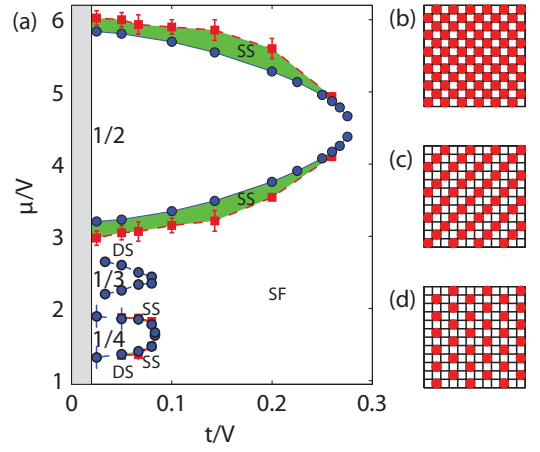 (a)
6
5
4
3
2
1
μ/V
SS
1/2
SS
DS
1/3
SS
1/4
DS
SS
SF
0
0.1
0.2
0.3
t/V
(b)
(c)
(d)